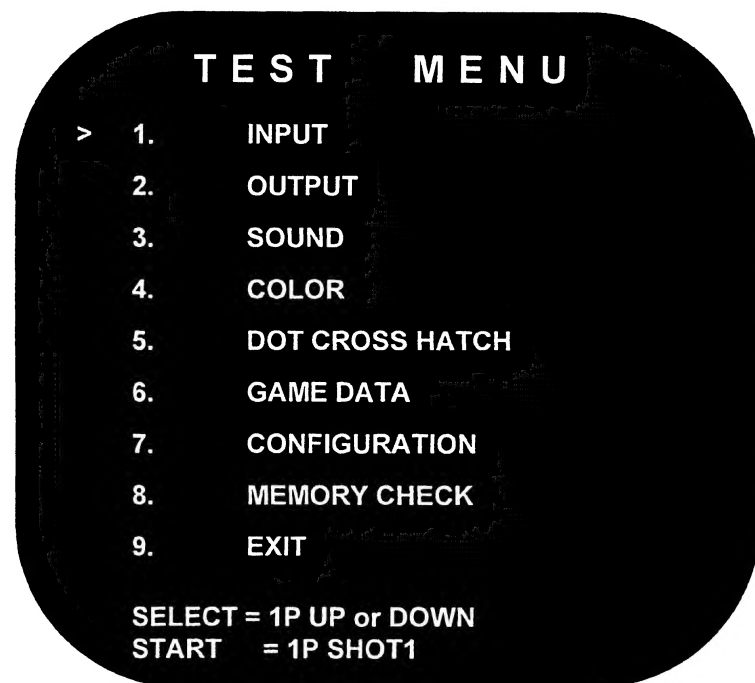 TEST MENU
> 1. INPUT
2. OUTPUT
3. SOUND
4. COLOR
5. DOT CROSS HATCH
6. GAME DATA
7. CONFIGURATION
8. MEMORY CHECK
9. EXIT
SELECT = 1P UP or DOWN
START = 1P SHOT1